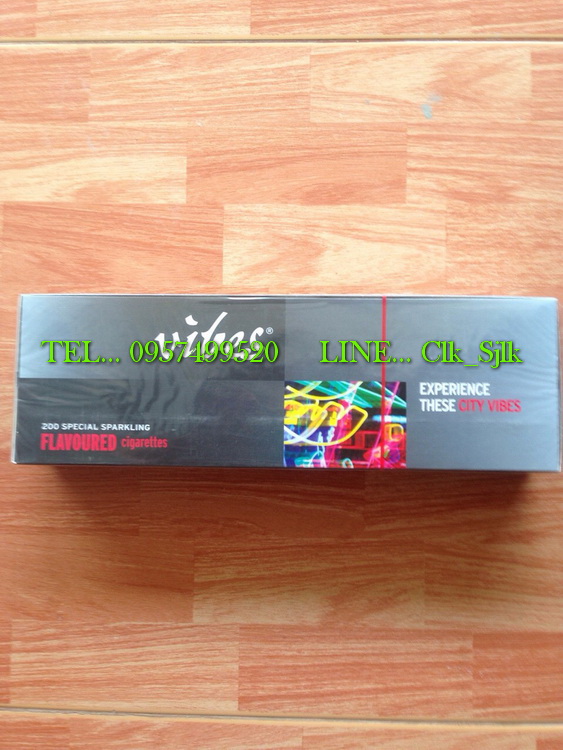 vibes®
TEL... 0957499520 LINE... Clk_Sjlk
EXPERIENCE
THESE CITY VIBES
200 SPECIAL SPARKLING
FLAVOURED cigarettes